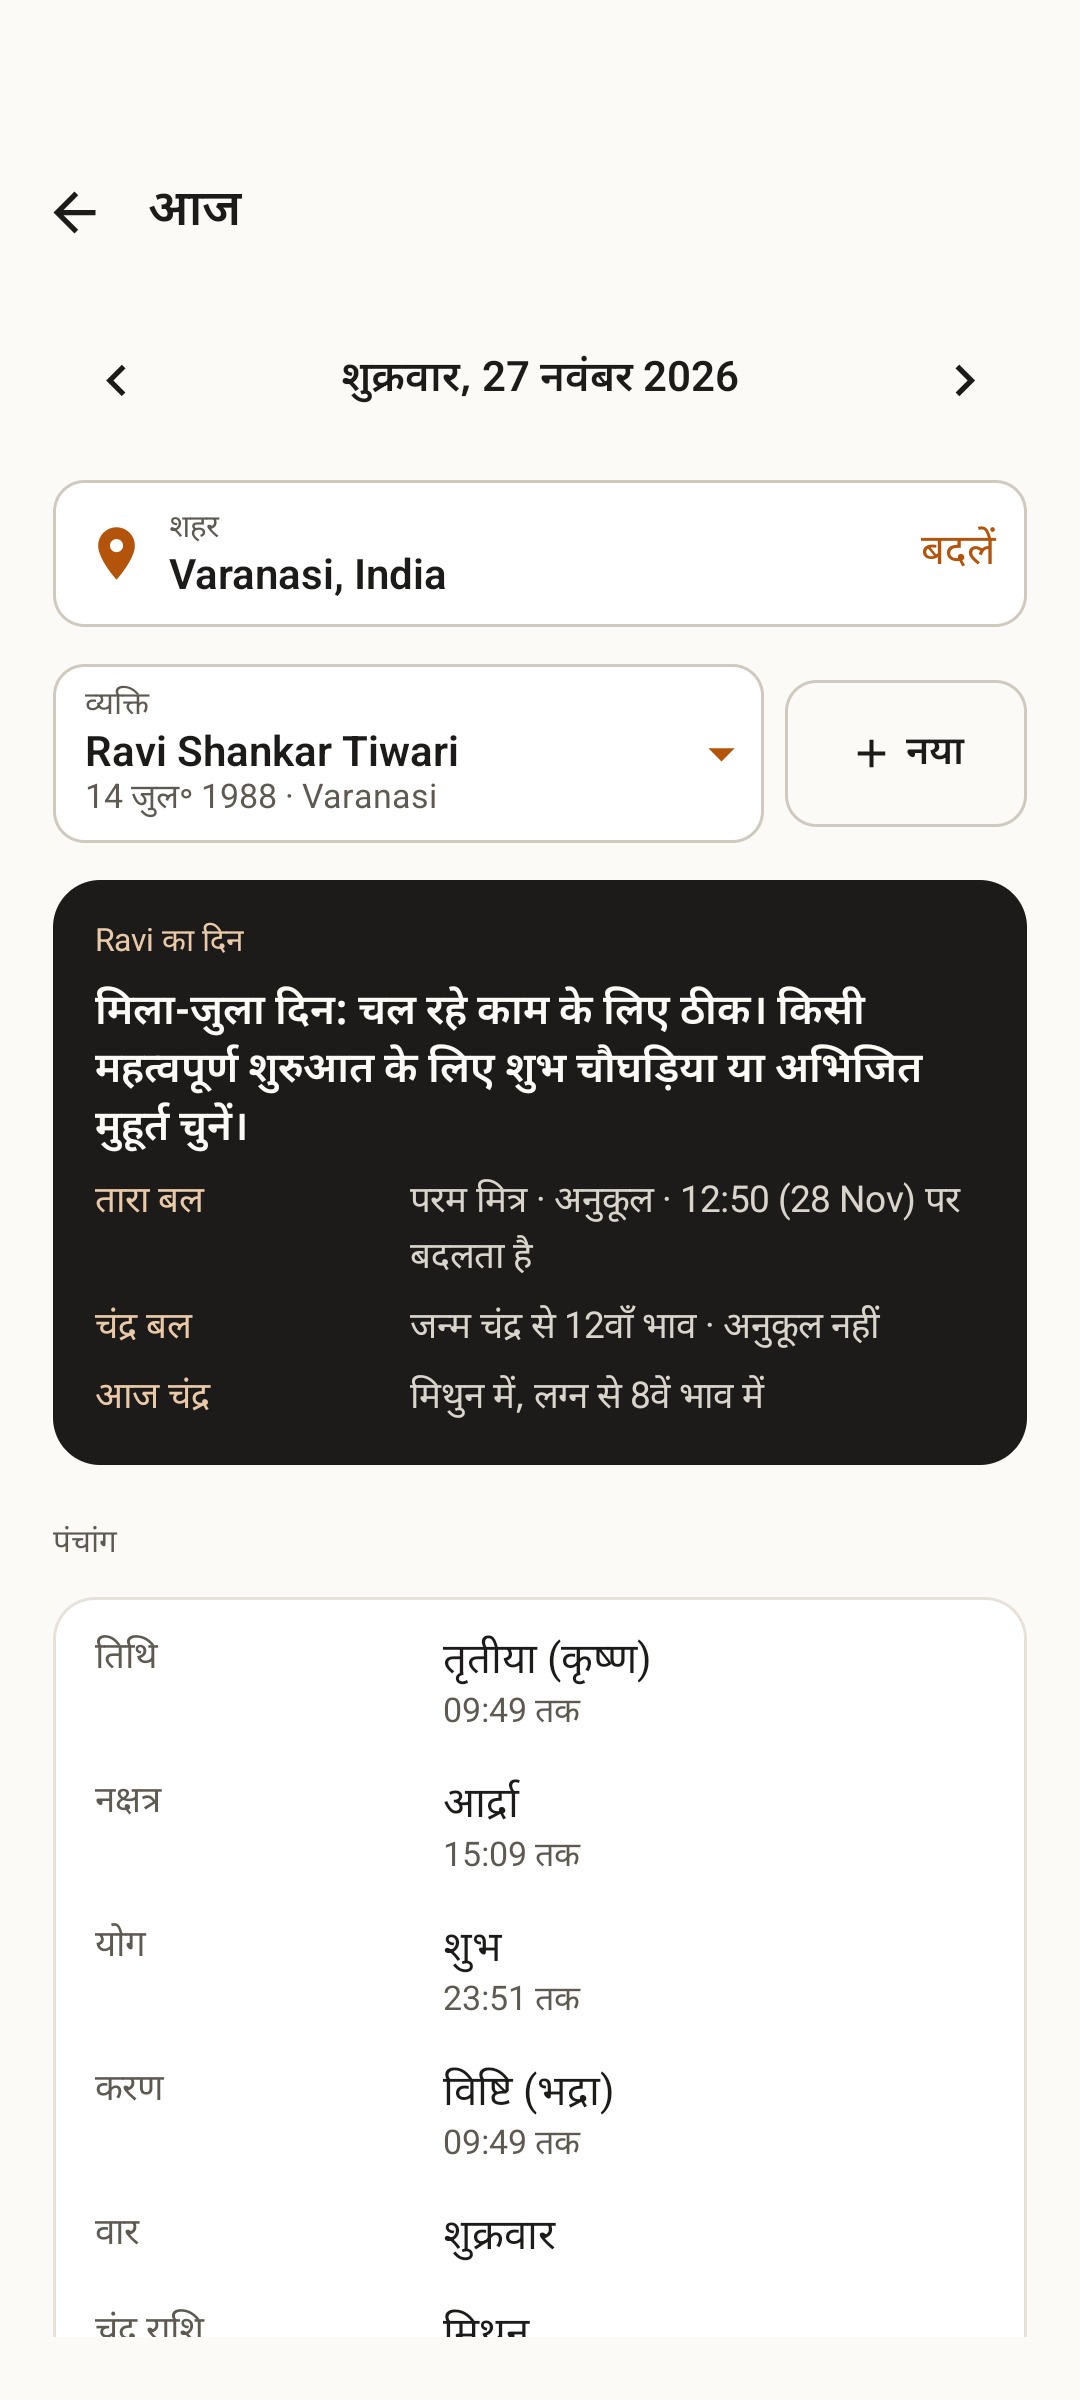 आज
शुक्रवार, 27 नवंबर 2026
शहर
Varanasi, India
बदलें
व्यक्ति
Ravi Shankar Tiwari
14 जुल॰ 1988 · Varanasi
+ नया
Ravi का दिन
मिला-जुला दिन: चल रहे काम के लिए ठीक। किसी
महत्वपूर्ण शुरुआत के लिए शुभ चौघड़िया या अभिजित
मुहूर्त चुनें।
तारा बल
परम मित्र · अनुकूल · 12:50 (28 Nov) पर
बदलता है
चंद्र बल
जन्म चंद्र से 12वाँ भाव · अनुकूल नहीं
आज चंद्र
मिथुन में, लग्न से 8वें भाव में
पंचांग
तिथि
तृतीया (कृष्ण)
09:49 तक
नक्षत्र
आर्द्रा
15:09 तक
योग
शुभ
23:51 तक
करण
विष्टि (भद्रा)
09:49 तक
वार
शुक्रवार
चंद्र राशि
मिथुन